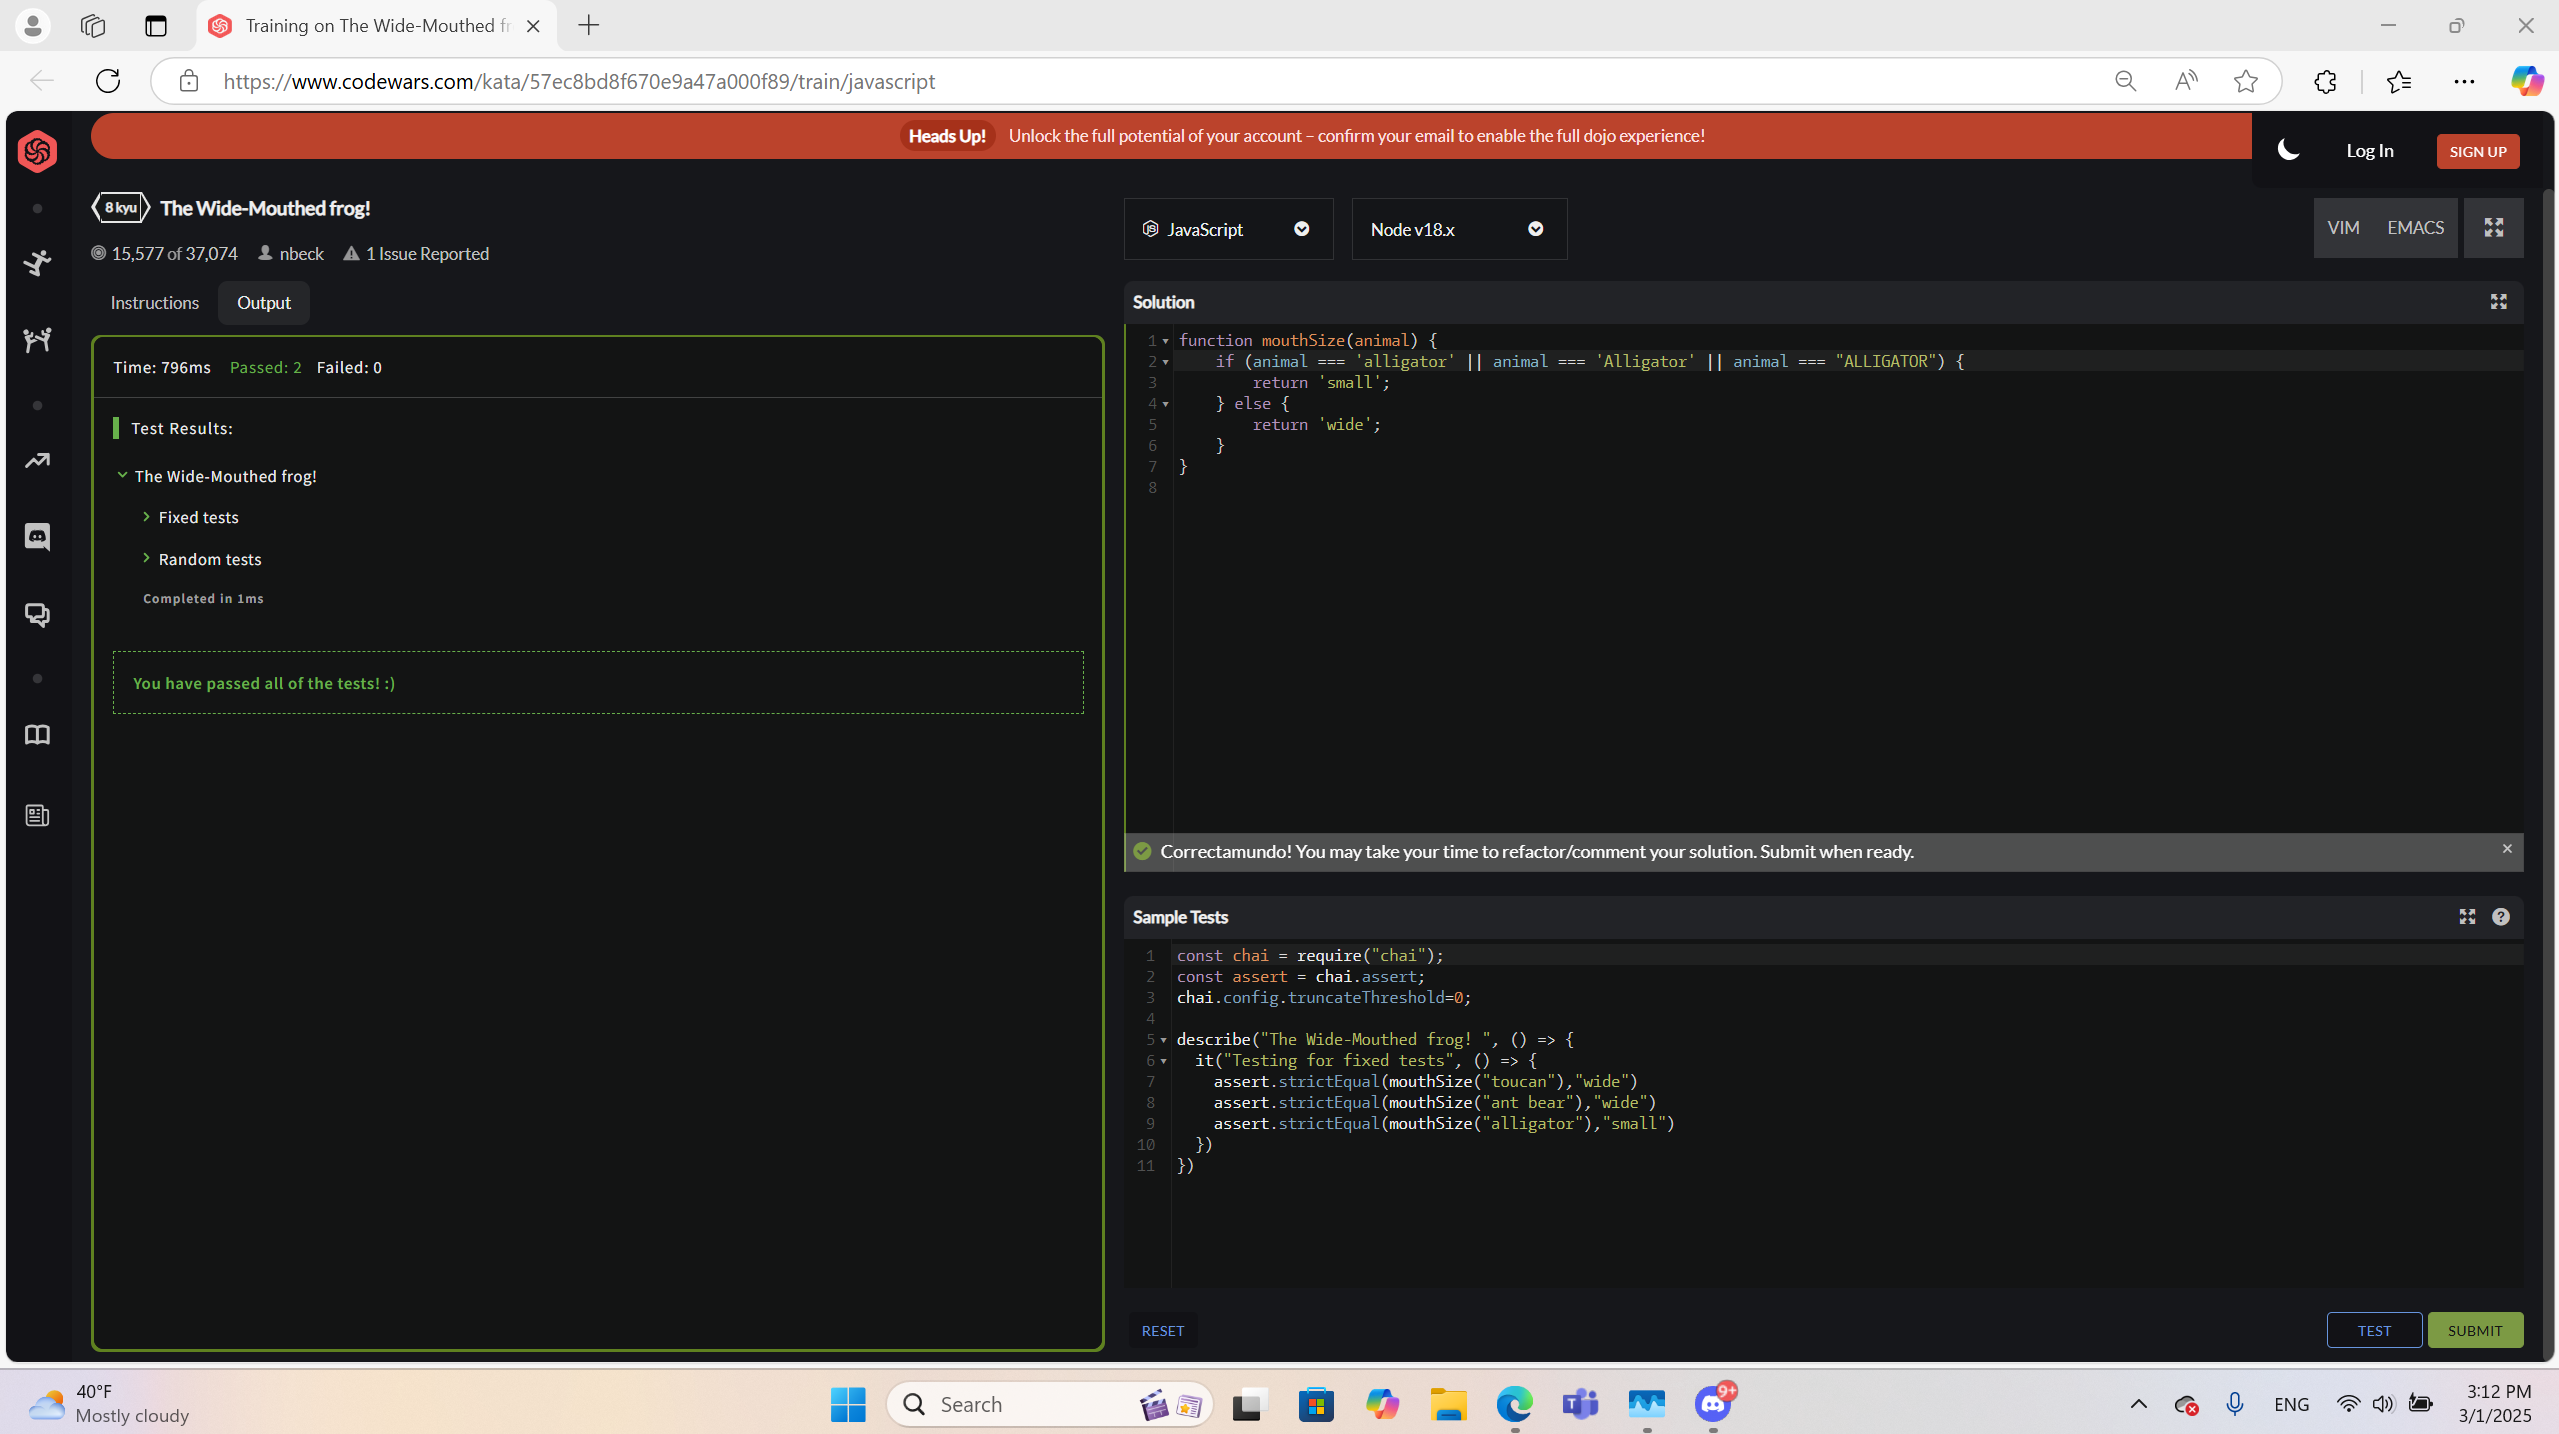 Training on The Wide-Mouthed fr
https://www.codewars.com/kata/57ec8bd8f670e9a47a000f89/train/javascript
Heads Up! Unlock the full potential of your account – confirm your email to enable the full dojo experience!
Log In
SIGN UP
8 kyu The Wide-Mouthed frog!
15,577 of 37,074 nbeck 1 Issue Reported
JavaScript
Node v18.x
VIM EMACS
Instructions Output
Time: 796ms Passed: 2 Failed: 0
Test Results:
The Wide-Mouthed frog!
Fixed tests
Random tests
Completed in 1ms
You have passed all of the tests! :)
Solution
1 function mouthSize(animal) {
2 if (animal === 'alligator' || animal === 'Alligator' || animal === "ALLIGATOR") {
3 return 'small';
4 } else {
5 return 'wide';
6 }
7 }
8
Correctamundo! You may take your time to refactor/comment your solution. Submit when ready.
Sample Tests
1 const chai = require("chai");
2 const assert = chai.assert;
3 chai.config.truncateThreshold=0;
4
5 describe("The Wide-Mouthed frog! ", () => {
6 it("Testing for fixed tests", () => {
7 assert.strictEqual(mouthSize("toucan"),"wide")
8 assert.strictEqual(mouthSize("ant bear"),"wide")
9 assert.strictEqual(mouthSize("alligator"),"small")
10 })
11 })
RESET
TEST
SUBMIT
40°F
Mostly cloudy
Search
9+
ENG
3:12 PM
3/1/2025